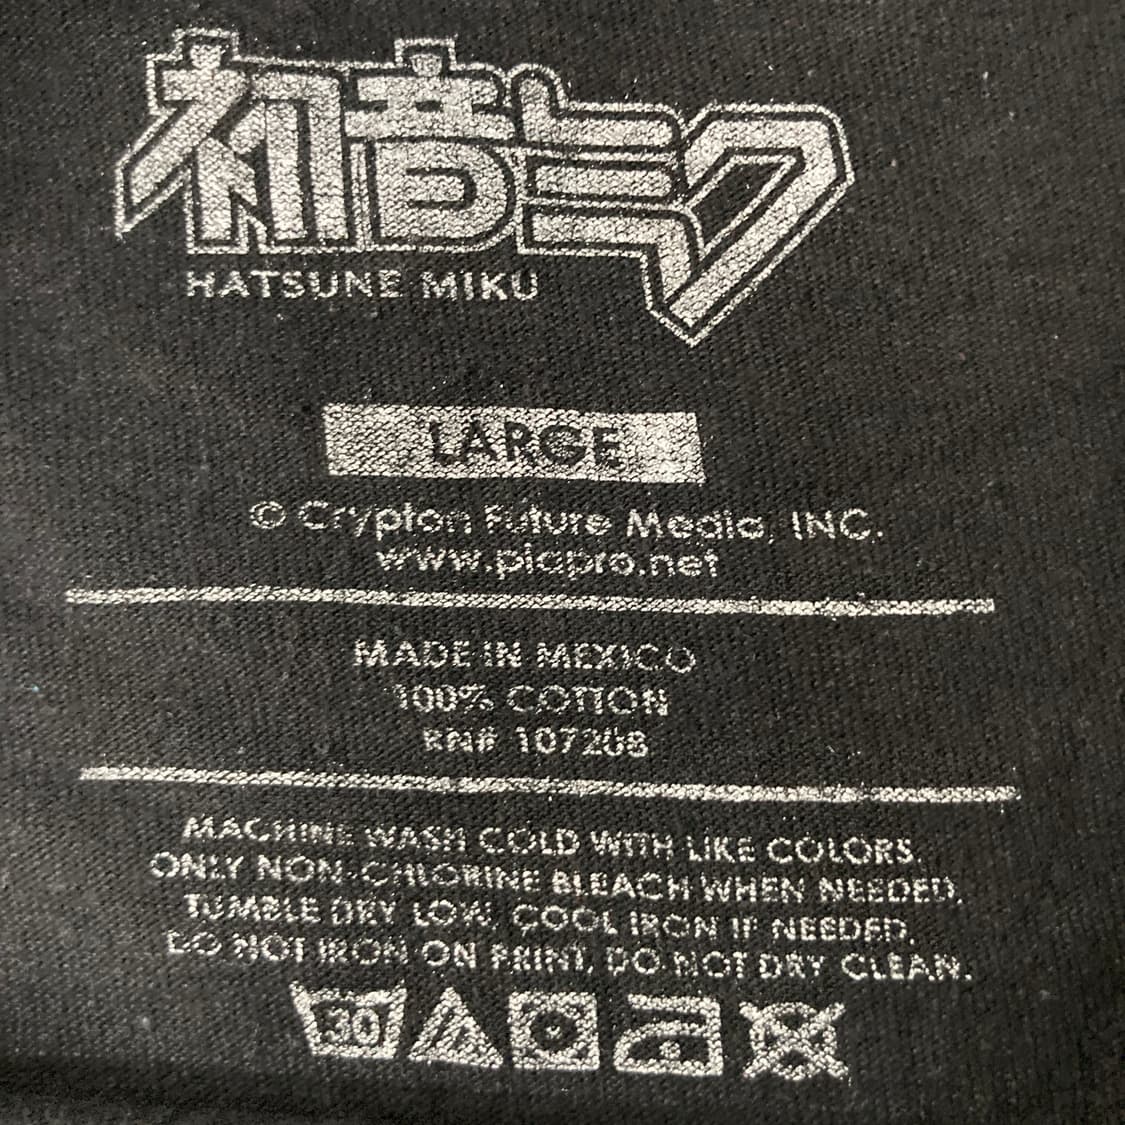 初音ミク
HATSUNE MIKU
LARGE
© Crypton Future Media, INC.
www.piapro.net
MADE IN MEXICO
100% COTTON
RN# 107208
MACHINE WASH COLD WITH LIKE COLORS.
ONLY NON-CHLORINE BLEACH WHEN NEEDED.
TUMBLE DRY LOW, COOL IRON IF NEEDED.
DO NOT IRON ON PRINT, DO NOT DRY CLEAN.
30